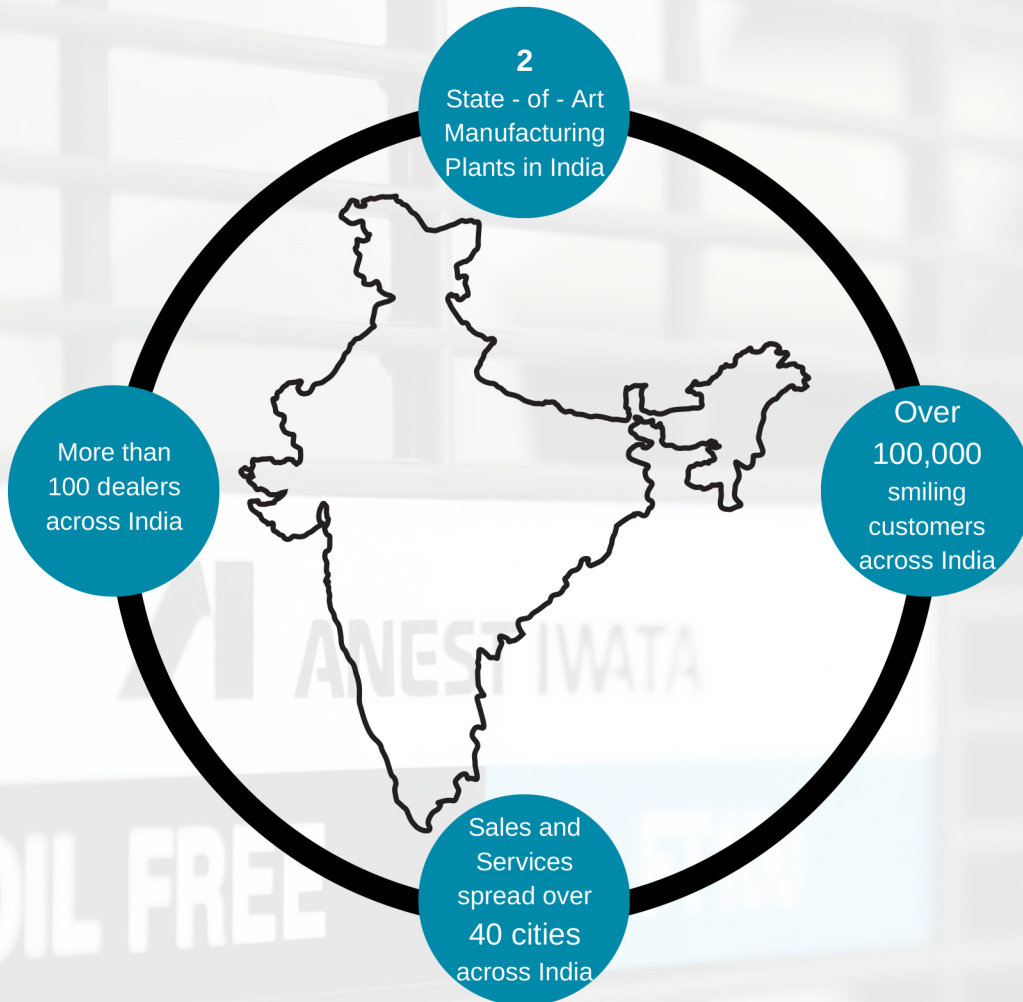 2
State - of - Art
Manufacturing
Plants in India
More than
100 dealers
across India
Over
100,000
smiling
customers
across India
ANEST IWATA
Sales and
Services
spread over
40 cities
across India
OIL FREE